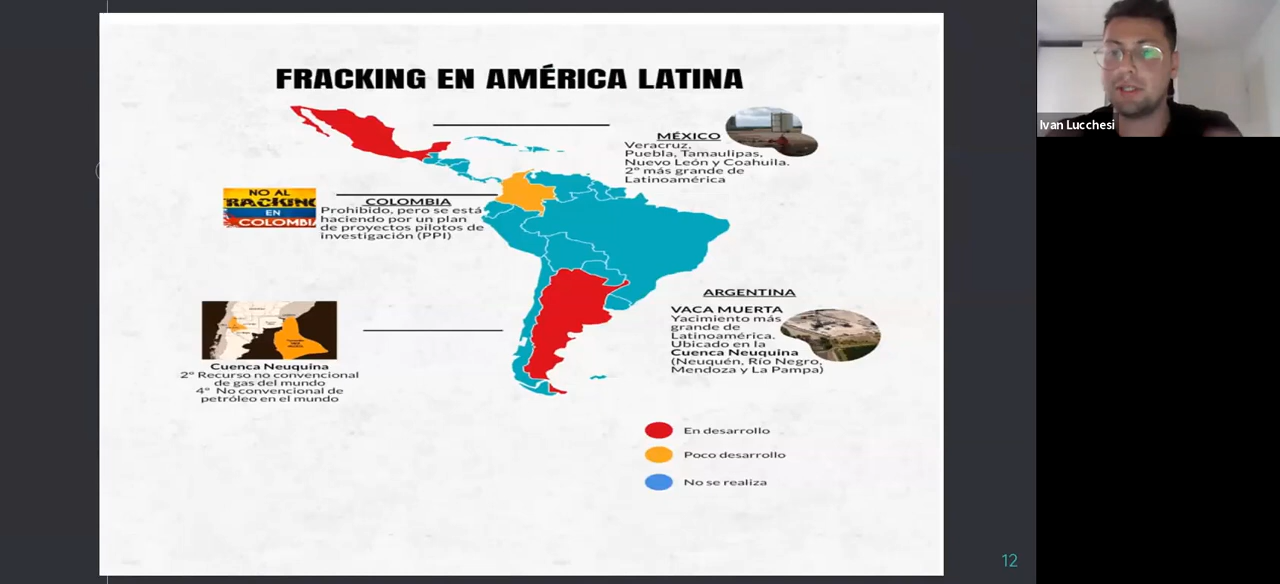 FRACKING EN AMÉRICA LATINA
MÉXICO
Veracruz,
Puebla, Tamaulipas,
Nuevo León y Coahuila.
2° más grande de
Latinoamérica
NO AL
FRACKING
EN
COLOMBIA
COLOMBIA
Prohibido, pero se está
haciendo por un plan
de proyectos pilotos de
investigación (PPI)
ARGENTINA
VACA MUERTA
Yacimiento más
grande de
Latinoamérica.
Ubicado en la
Cuenca Neuquina
(Neuquén, Río Negro,
Mendoza y La Pampa)
Cuenca Neuquina
2° Recurso no convencional
de gas del mundo
4° No convencional de
petróleo en el mundo
En desarrollo
Poco desarrollo
No se realiza
12
Ivan Lucchesi